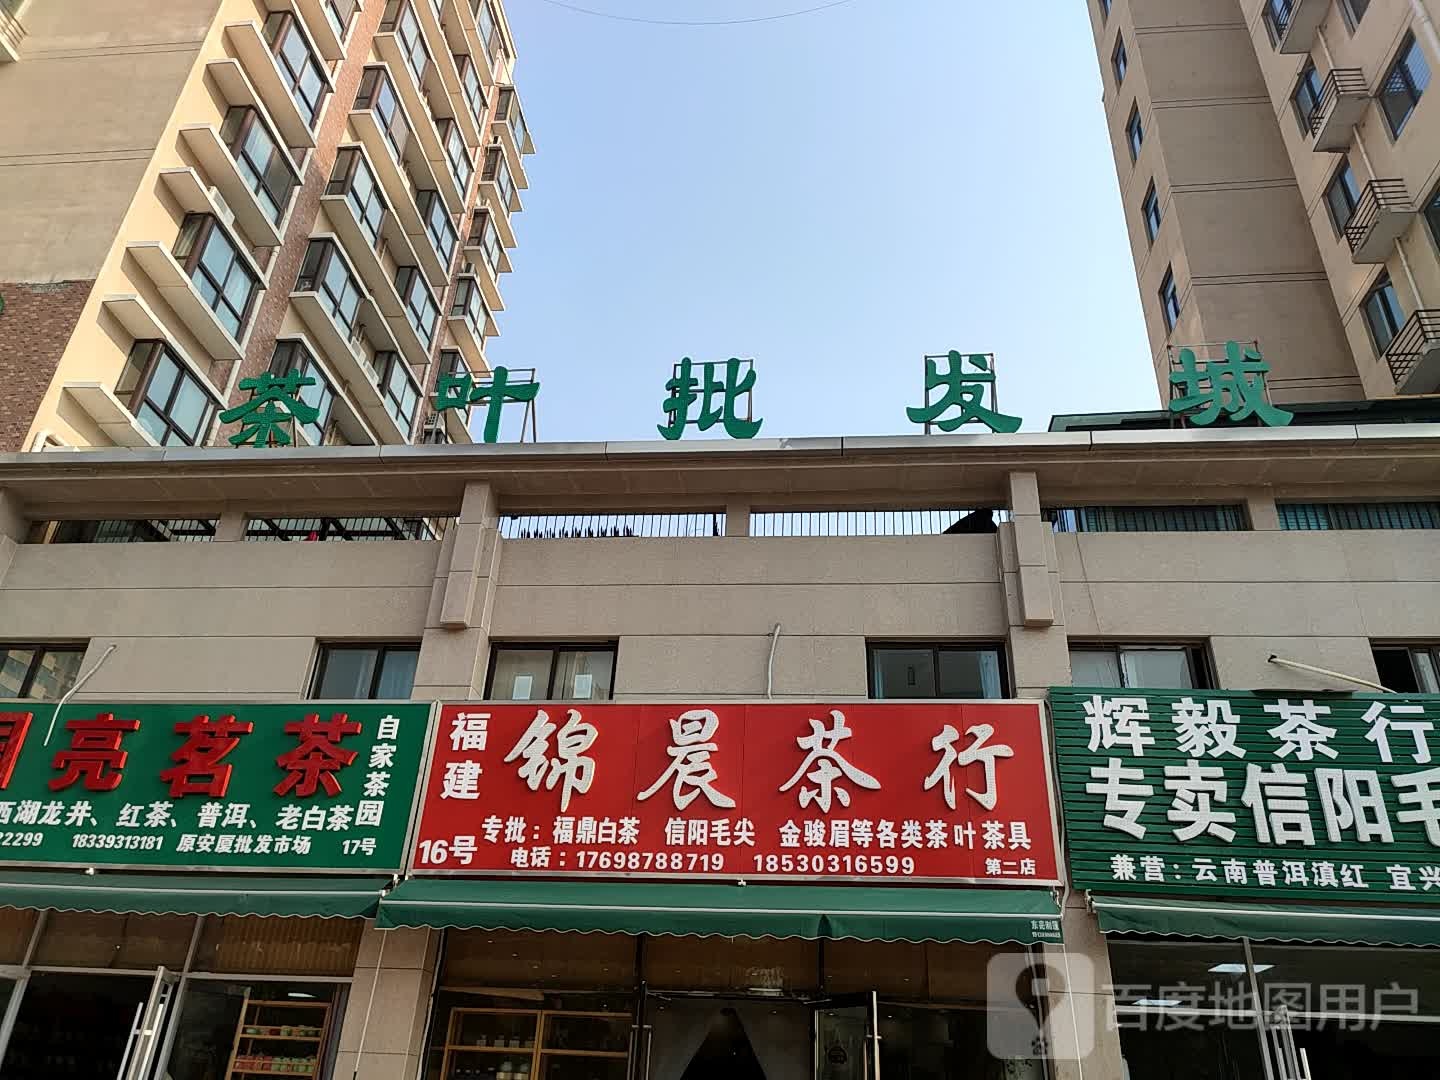 茶叶批发城
亮茗茶
自家茶园
西湖龙井、红茶、普洱、老白茶
22299 18339313181 原安厦批发市场 17号
福建
锦晨茶行
专批：福鼎白茶 信阳毛尖 金骏眉等各类茶叶茶具
16号
电话：17698788719 18530316599 第二店
辉毅茶行
专卖信阳毛
兼营：云南普洱滇红 宜兴
百度地图用户